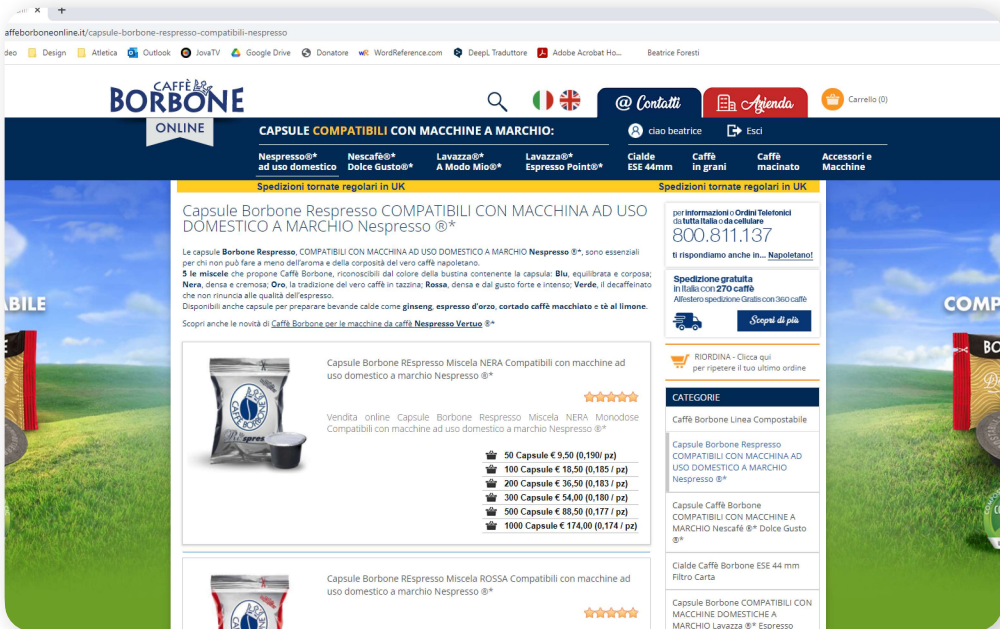 affeborboneonline.it/capsule-borbone-respresso-compatibili-nespresso
deo Design Atletica Outlook JovaTV Google Drive Donatore WordReference.com DeepL Traduttore Adobe Acrobat Ho... Beatrice Foresti
CAFFÈ
BORBONE
ONLINE
@ Contatti
Azienda
Carrello (0)
CAPSULE COMPATIBILI CON MACCHINE A MARCHIO:
ciao beatrice
Esci
Nespresso®* ad uso domestico
Nescafè®* Dolce Gusto®*
Lavazza®* A Modo Mio®*
Lavazza®* Espresso Point®*
Cialde ESE 44mm
Caffè in grani
Caffè macinato
Accessori e Macchine
Spedizioni tornate regolari in UK
Spedizioni tornate regolari in UK
Capsule Borbone Respresso COMPATIBILI CON MACCHINA AD USO
DOMESTICO A MARCHIO Nespresso ®*
Le capsule Borbone Respresso, COMPATIBILI CON MACCHINA AD USO DOMESTICO A MARCHIO Nespresso ®*, sono essenziali
per chi non può fare a meno dell'aroma e della corposità del vero caffè napoletano.
5 le miscele che propone Caffè Borbone, riconoscibili dal colore della bustina contenente la capsula: Blu, equilibrata e corposa;
Nera, densa e cremosa; Oro, la tradizione del vero caffè in tazzina; Rossa, densa e dal gusto forte e intenso; Verde, il decaffeinato
che non rinuncia alle qualità dell'espresso.
Disponibili anche capsule per preparare bevande calde come ginseng, espresso d'orzo, cortado caffè macchiato e tè al limone.
Scopri anche le novità di Caffè Borbone per le macchine da caffè Nespresso Vertuo ®*
Capsule Borbone REspresso Miscela NERA Compatibili con macchine ad
uso domestico a marchio Nespresso ®*
Vendita online Capsule Borbone Respresso Miscela NERA Monodose
Compatibili con macchine ad uso domestico a marchio Nespresso ®*
50 Capsule € 9,50 (0,190/ pz)
100 Capsule € 18,50 (0,185 / pz)
200 Capsule € 36,50 (0,183 / pz)
300 Capsule € 54,00 (0,180 / pz)
500 Capsule € 88,50 (0,177 / pz)
1000 Capsule € 174,00 (0,174 / pz)
CAFFÈ BORBONE
Capsule Borbone REspresso Miscela ROSSA Compatibili con macchine ad
uso domestico a marchio Nespresso ®*
per informazioni o Ordini Telefonici
da tutta Italia o da cellulare
800.811.137
ti rispondiamo anche in... Napoletano!
Spedizione gratuita
in Italia con 270 caffè
All'estero spedizione Gratis con 360 caffè
Scopri di più
RIORDINA - Clicca qui
per ripetere il tuo ultimo ordine
CATEGORIE
Caffè Borbone Linea Compostabile
Capsule Borbone Respresso
COMPATIBILI CON MACCHINA AD
USO DOMESTICO A MARCHIO
Nespresso ®*
Capsule Caffè Borbone
COMPATIBILI CON MACCHINE A
MARCHIO Nescafé ®* Dolce Gusto
®*
Cialde Caffè Borbone ESE 44 mm
Filtro Carta
Capsule Borbone COMPATIBILI CON
MACCHINE DOMESTICHE A
MARCHIO Lavazza ®* Espresso
ABILE
COMP
BO